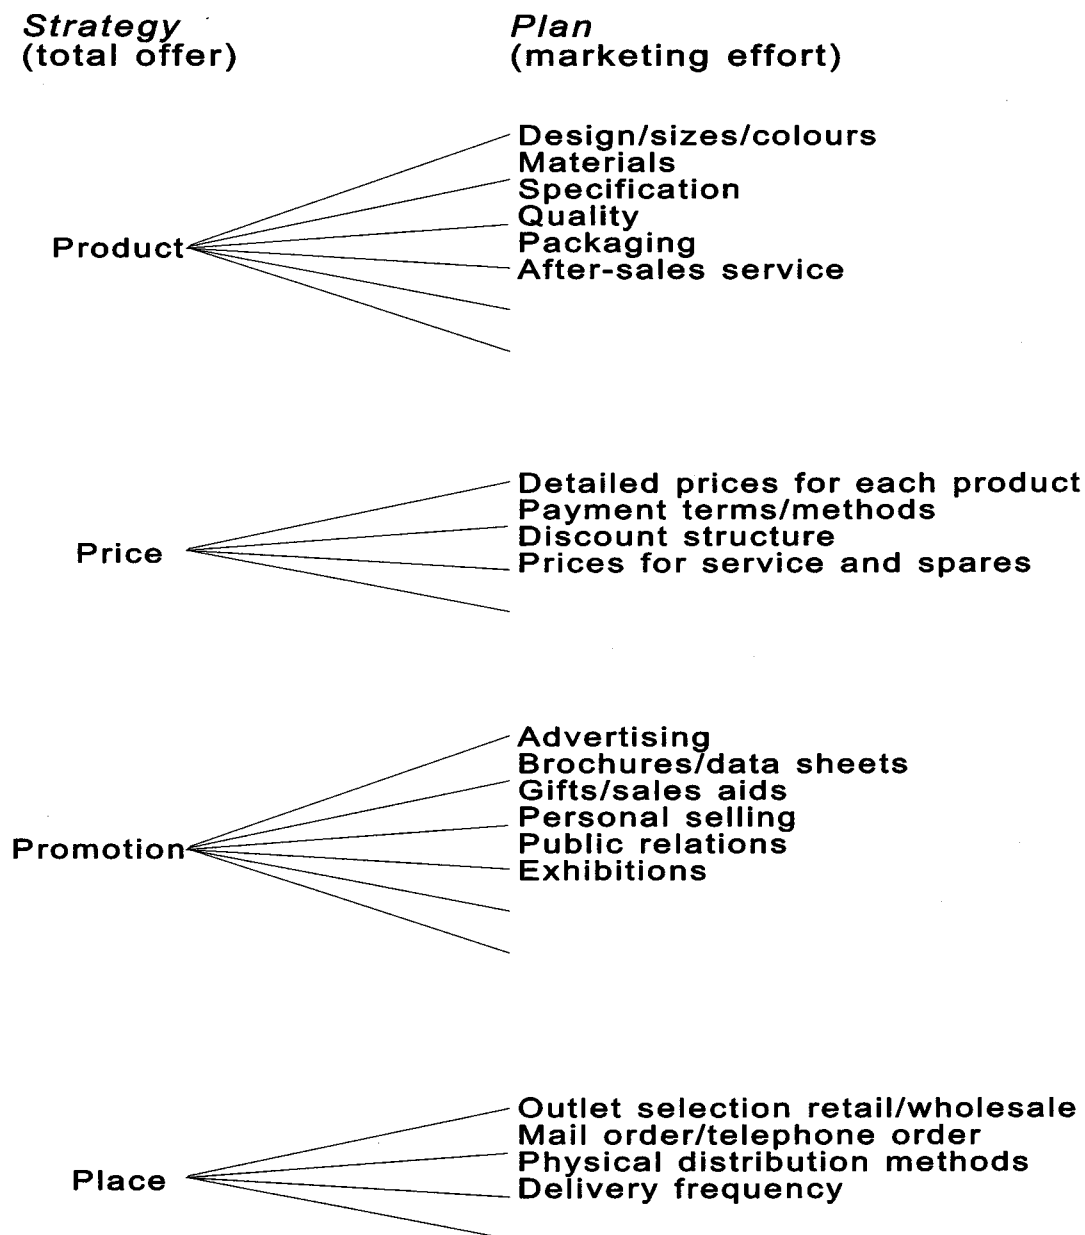 Strategy
(total offer)
Plan
(marketing effort)
Product
Design/sizes/colours
Materials
Specification
Quality
Packaging
After-sales service
Price
Detailed prices for each product
Payment terms/methods
Discount structure
Prices for service and spares
Promotion
Advertising
Brochures/data sheets
Gifts/sales aids
Personal selling
Public relations
Exhibitions
Place
Outlet selection retail/wholesale
Mail order/telephone order
Physical distribution methods
Delivery frequency